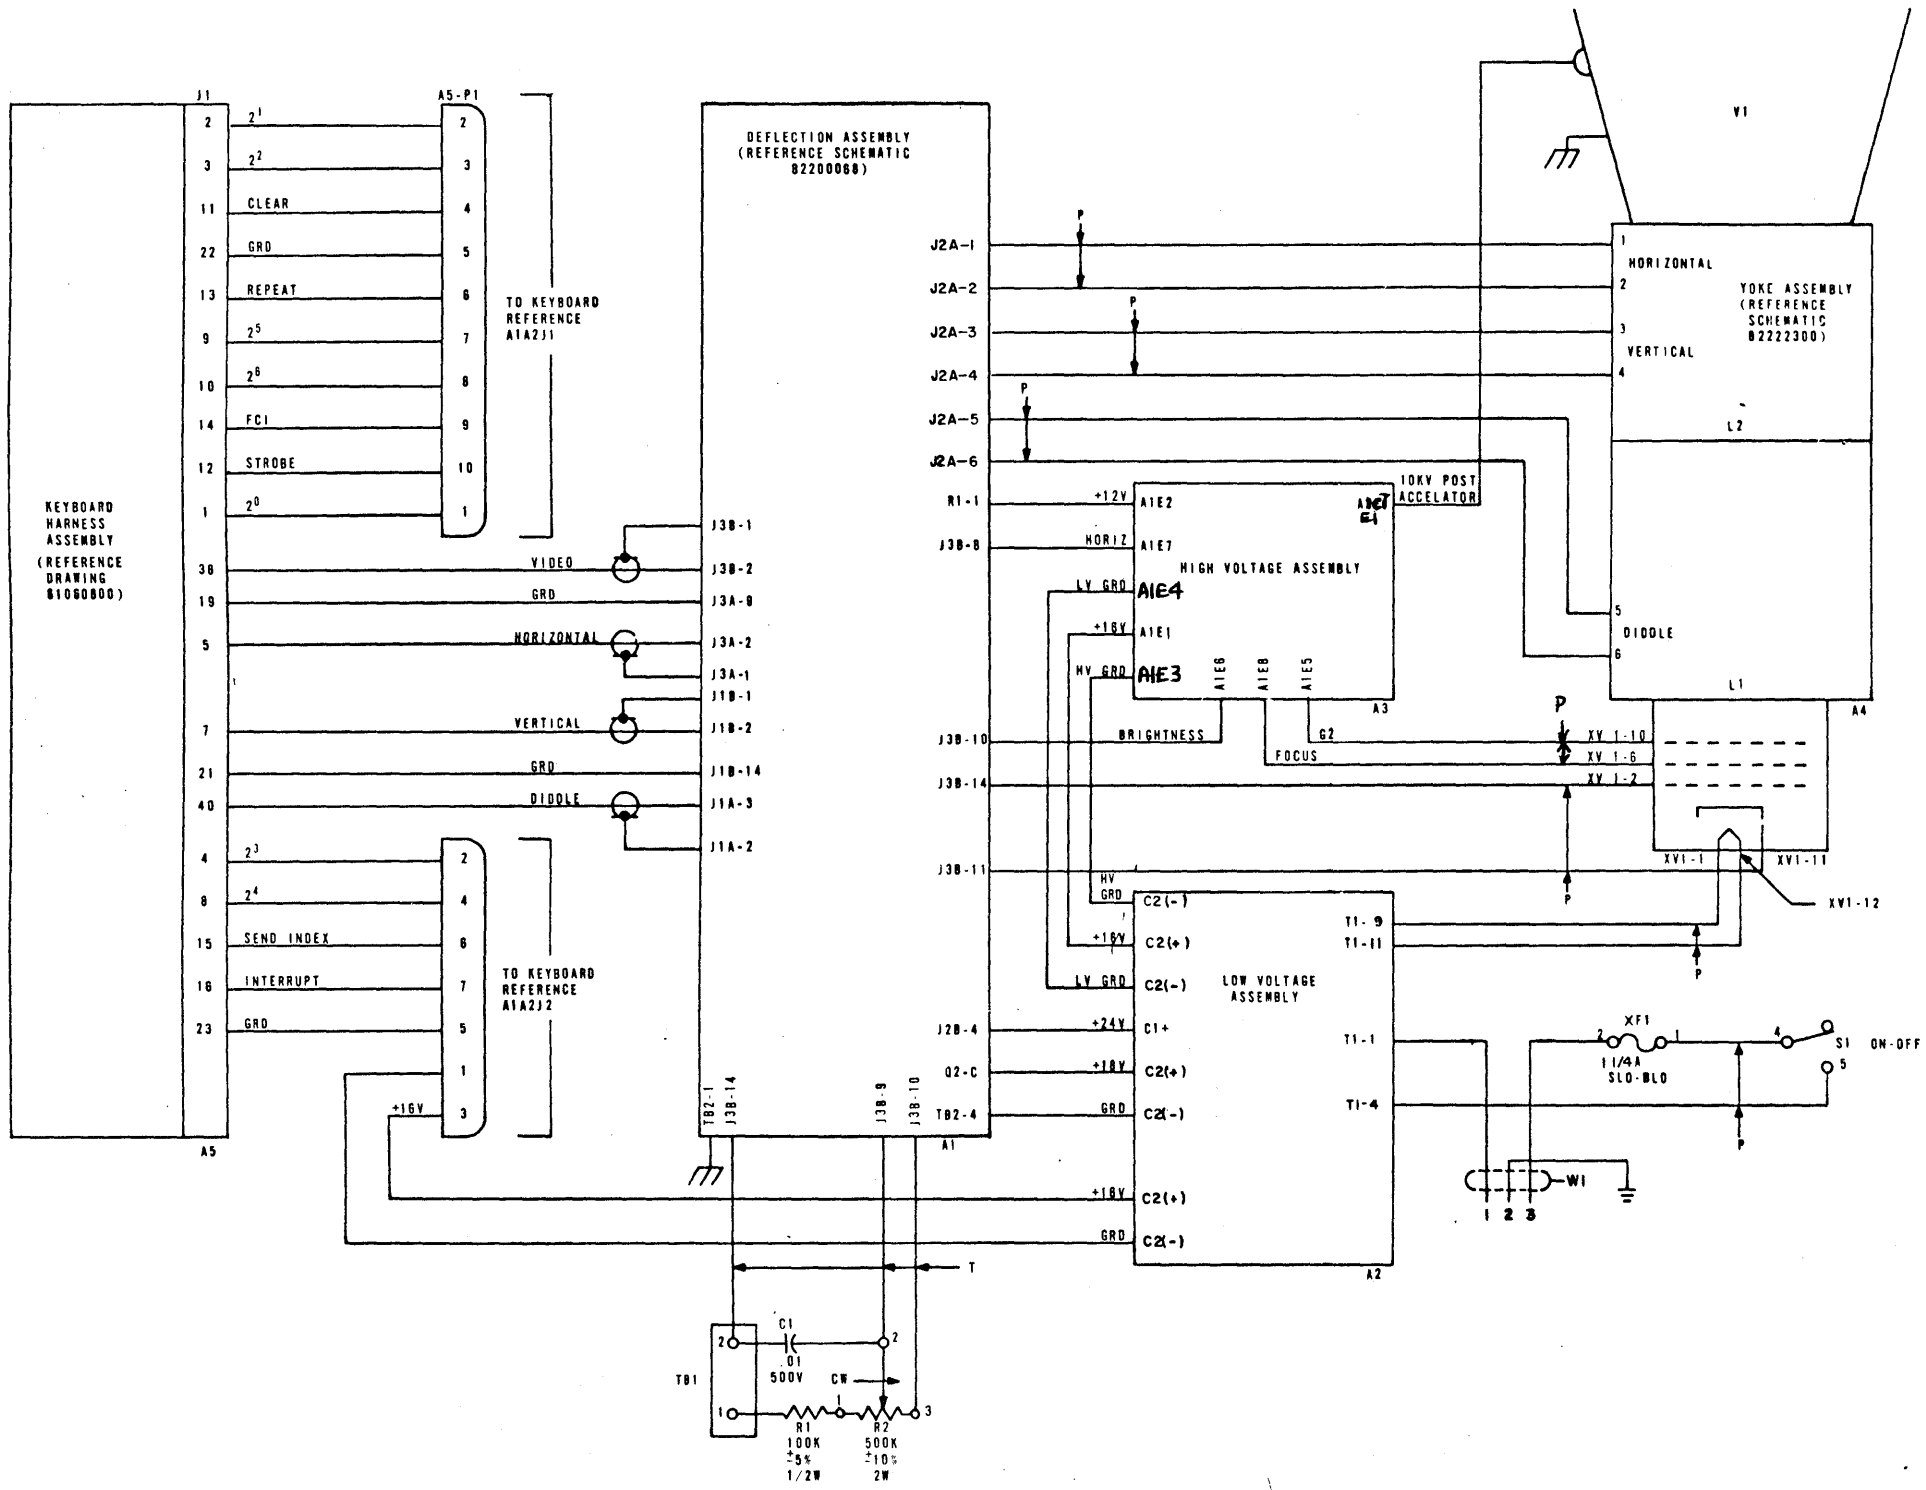 J1
2 2¹
3 2²
11 CLEAR
22 GRD
13 REPEAT
9 2⁵
10 2⁶
14 FCI
12 STROBE
1 2⁰
38 VIDEO
19 GRD
5 HORIZONTAL
7 VERTICAL
21 GRD
40 DIDDLE
4 2³
8 2⁴
15 SEND INDEX
16 INTERRUPT
23 GRD
KEYBOARD
HARNESS
ASSEMBLY
(REFERENCE
DRAWING
81060800)
A5
A5-P1
2
3
4
5
6
7
8
9
10
1
TO KEYBOARD
REFERENCE
A1A2J1
2
4
6
7
5
1
+16V 3
TO KEYBOARD
REFERENCE
A1A2J2
DEFLECTION ASSEMBLY
(REFERENCE SCHEMATIC
82200068)
J3B-1
J3B-2
J3A-2
J3A-1
J1B-1
J1B-2
J1B-14
J1A-3
J1A-2
J2A-1
J2A-2
J2A-3
J2A-4
J2A-5
J2A-6
R1-1
J3B-8
J3B-10
J3B-14
J3B-11
J2B-4
Q2-C
TB2-4
TB2-1
J3B-14
J3B-9
J3B-10
A1
P
P
P
+12V A1E2
HORIZ A1E7
LV GRD A1E4
+16V A1E1
HV GRD A1E3
E1
10KV POST
ACCELATOR
HIGH VOLTAGE ASSEMBLY
A1E6
A1E8
A1E5
A3
BRIGHTNESS
G2
FOCUS
V1
1
HORIZONTAL
2
3
VERTICAL
4
YOKE ASSEMBLY
(REFERENCE
SCHEMATIC
82222300)
L2
5
DIDDLE
6
L1
A4
P
XV 1-10
XV 1-6
XV 1-2
XV1-1
XV1-11
XV1-12
P
HV
GRD C2(-)
+16V C2(+)
LV GRD C2(-)
+24V C1+
+18V C2(+)
GRD C2(-)
+18V C2(+)
GRD C2(-)
LOW VOLTAGE
ASSEMBLY
T1-9
T1-11
T1-1
T1-4
A2
P
XF1
2 1
1 1/4A
SLO-BLO
4
S1 ON-OFF
5
P
W1
1 2 3
T
TB1
2
1
C1
.01
500V
2
CW
1
3
R1
100K
±5%
1/2W
R2
500K
±10%
2W